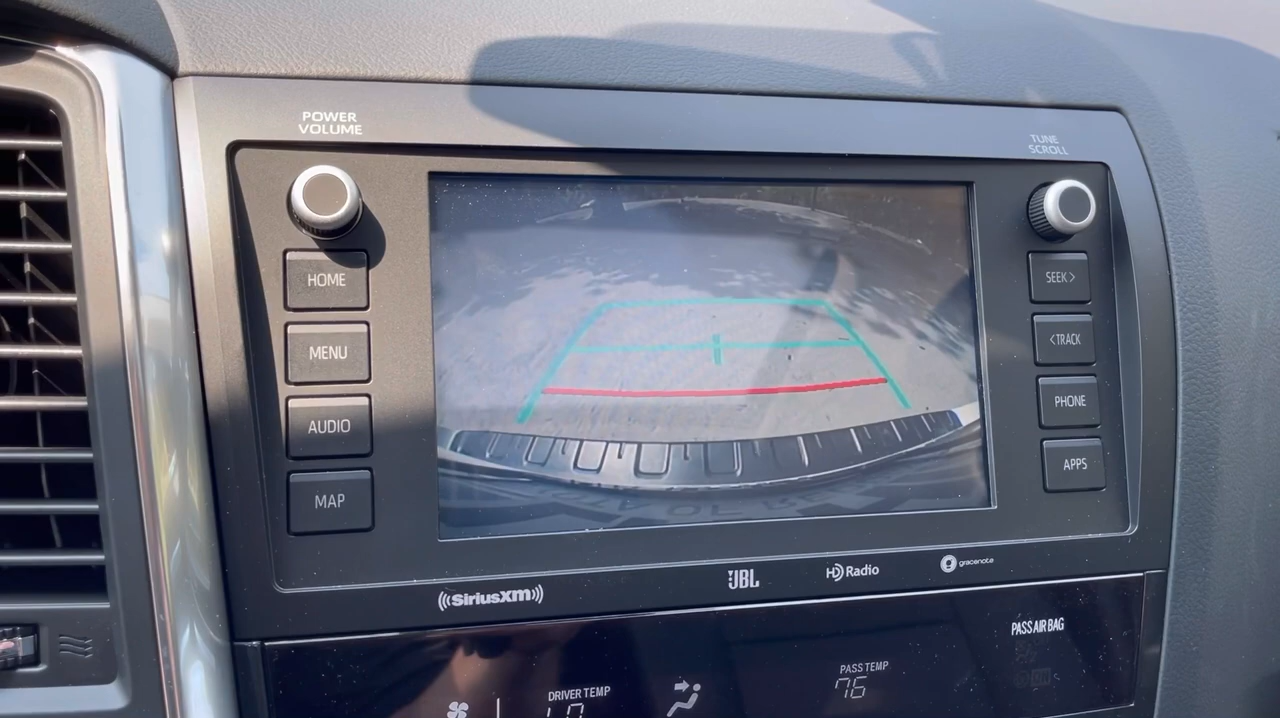 POWER
VOLUME
TUNE
SCROLL
HOME
MENU
AUDIO
MAP
SEEK>
<TRACK
PHONE
APPS
SiriusXM
JBL
HD Radio
gracenote
PASS AIR BAG
DRIVER TEMP
LO
PASS TEMP
76